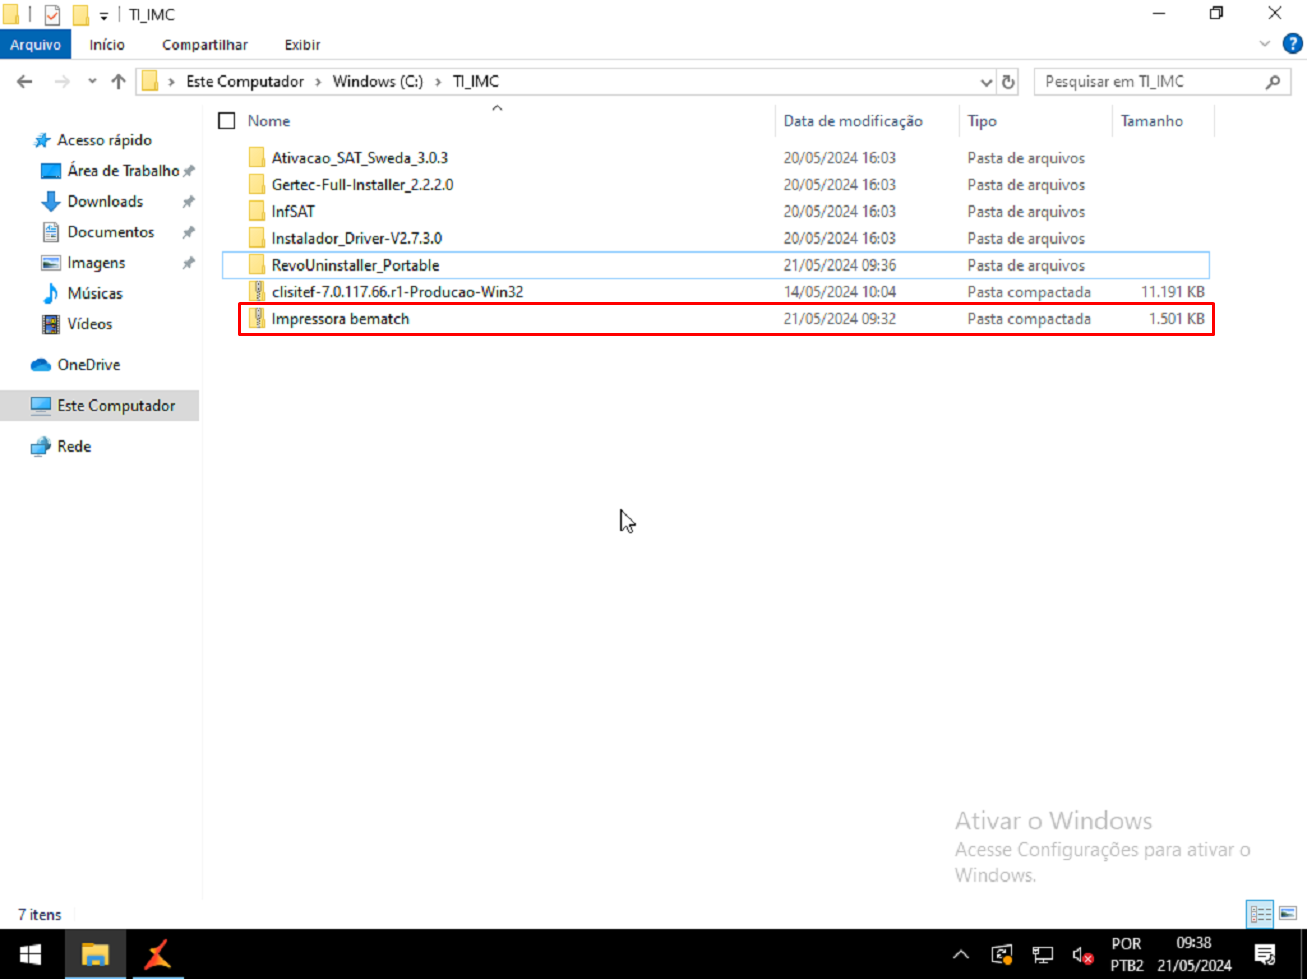 TI_IMC
Arquivo Início Compartilhar Exibir
Este Computador Windows (C:) TI_IMC
Pesquisar em TI_IMC
Nome Data de modificação Tipo Tamanho
Acesso rápido
Área de Trabalho
Downloads
Documentos
Imagens
Músicas
Vídeos
OneDrive
Este Computador
Rede
Ativacao_SAT_Sweda_3.0.3 20/05/2024 16:03 Pasta de arquivos
Gertec-Full-Installer_2.2.2.0 20/05/2024 16:03 Pasta de arquivos
InfSAT 20/05/2024 16:03 Pasta de arquivos
Instalador_Driver-V2.7.3.0 20/05/2024 16:03 Pasta de arquivos
RevoUninstaller_Portable 21/05/2024 09:36 Pasta de arquivos
clisitef-7.0.117.66.r1-Producao-Win32 14/05/2024 10:04 Pasta compactada 11.191 KB
Impressora bematch 21/05/2024 09:32 Pasta compactada 1.501 KB
Ativar o Windows
Acesse Configurações para ativar o
Windows.
7 itens
POR 09:38
PTB2 21/05/2024